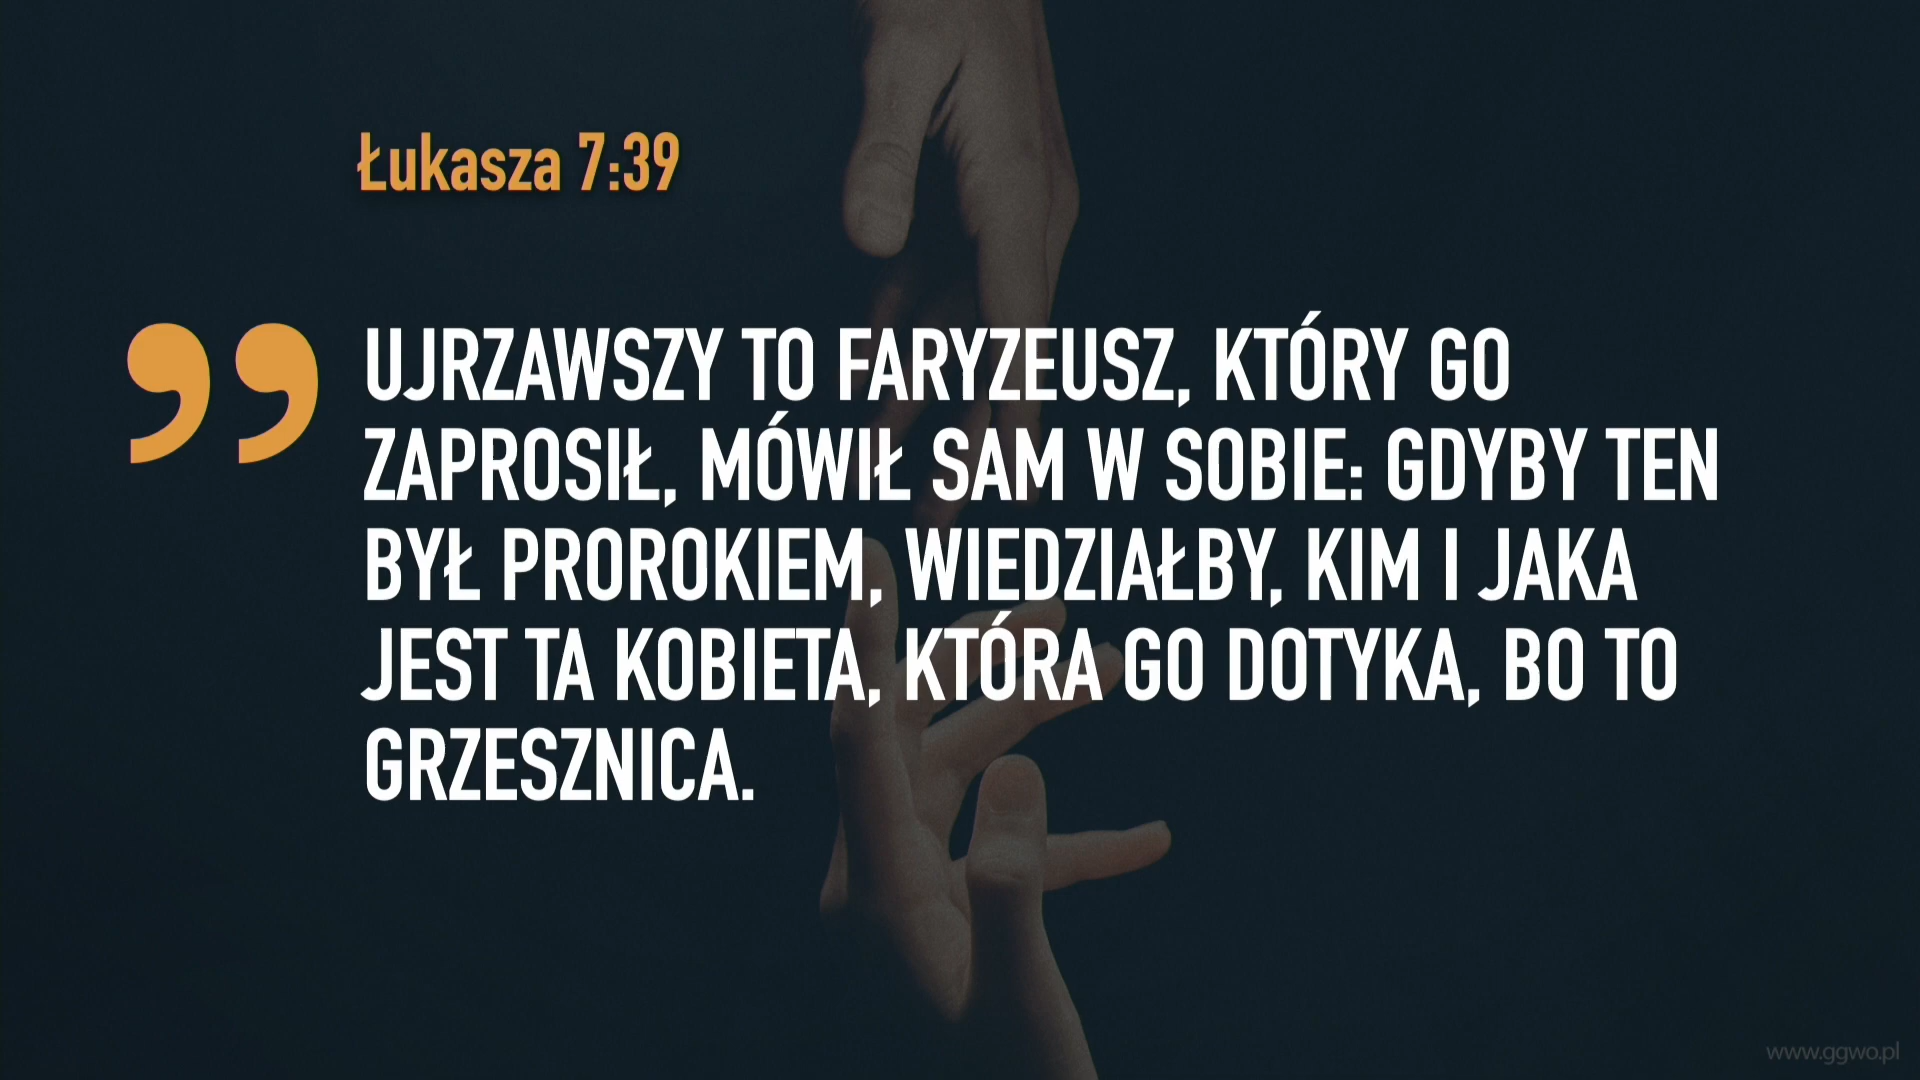 Łukasza 7:39
” UJRZAWSZY TO FARYZEUSZ, KTÓRY GO
ZAPROSIŁ, MÓWIŁ SAM W SOBIE: GDYBY TEN
BYŁ PROROKIEM, WIEDZIAŁBY, KIM I JAKA
JEST TA KOBIETA, KTÓRA GO DOTYKA, BO TO
GRZESZNICA.
www.ggwo.pl